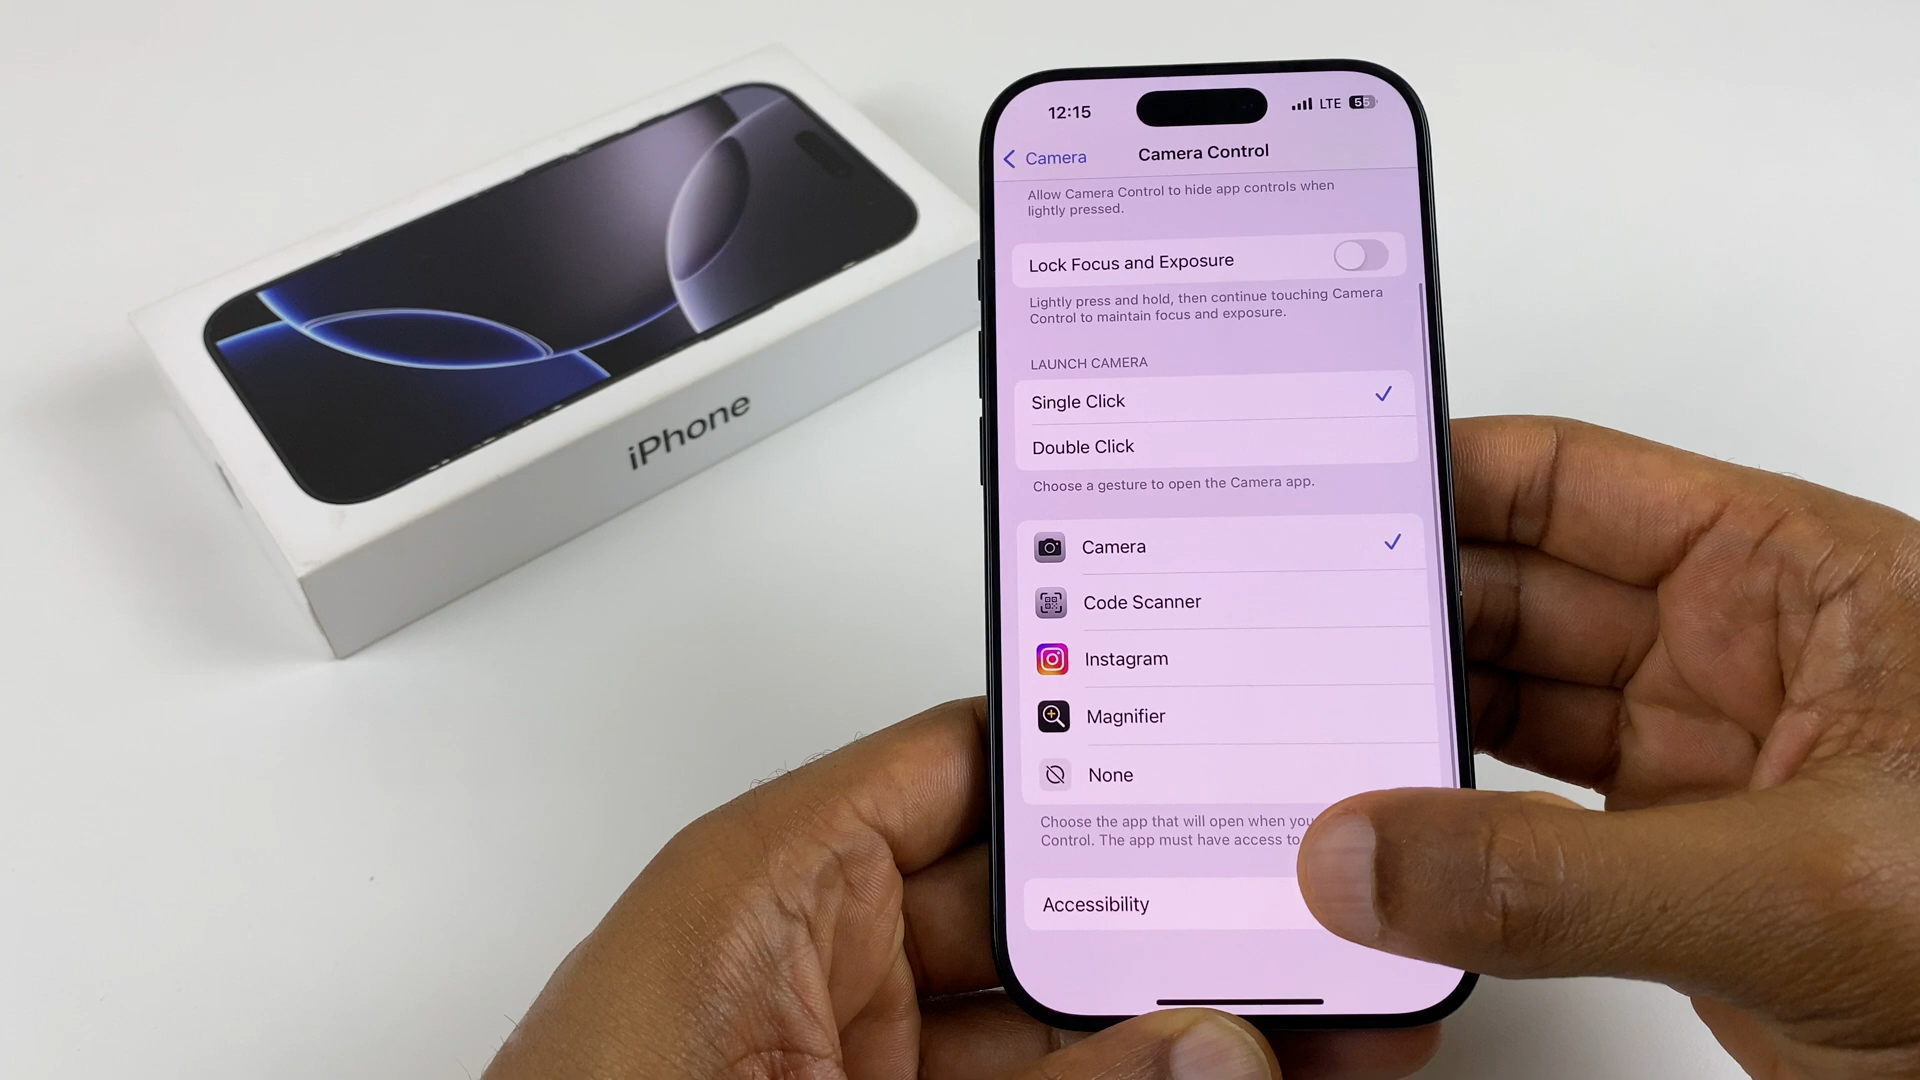 iPhone
12:15
LTE 55
Camera
Camera Control
Allow Camera Control to hide app controls when
lightly pressed.
Lock Focus and Exposure
Lightly press and hold, then continue touching Camera
Control to maintain focus and exposure.
LAUNCH CAMERA
Single Click
Double Click
Choose a gesture to open the Camera app.
Camera
Code Scanner
Instagram
Magnifier
None
Choose the app that will open when you
Control. The app must have access to
Accessibility